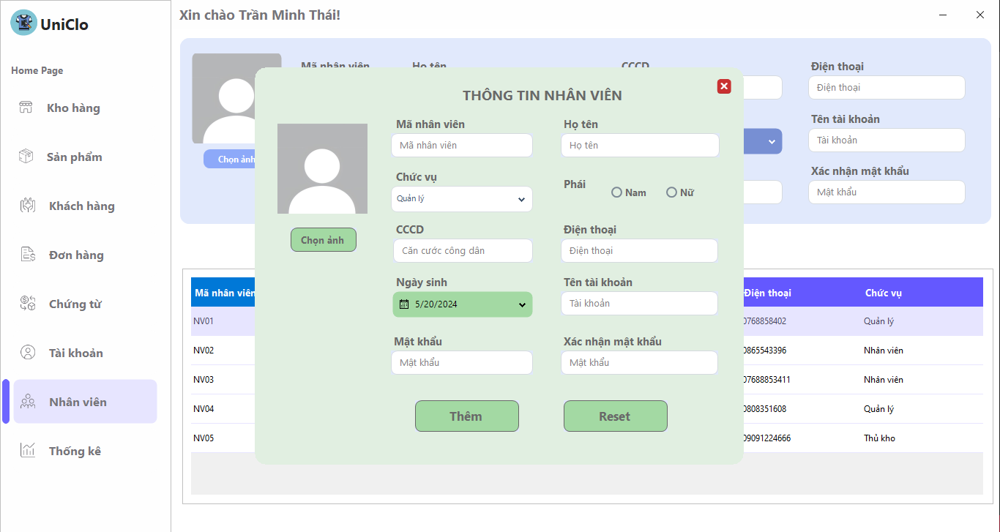 UniClo
Xin chào Trần Minh Thái!
Home Page
Kho hàng
Sản phẩm
Khách hàng
Đơn hàng
Chứng từ
Tài khoản
Nhân viên
Thống kê
Mã nhân viên
Họ tên
CCCD
Điện thoại
Điện thoại
Tên tài khoản
Tài khoản
Xác nhận mật khẩu
Mật khẩu
Chọn ảnh
THÔNG TIN NHÂN VIÊN
Mã nhân viên
Mã nhân viên
Họ tên
Họ tên
Chức vụ
Quản lý
Phái
Nam
Nữ
Chọn ảnh
CCCD
Căn cước công dân
Điện thoại
Điện thoại
Ngày sinh
5/20/2024
Tên tài khoản
Tài khoản
Mật khẩu
Mật khẩu
Xác nhận mật khẩu
Mật khẩu
Thêm
Reset
Mã nhân viên Điện thoại Chức vụ
NV01 0768858402 Quản lý
NV02 0865543396 Nhân viên
NV03 07688853411 Nhân viên
NV04 0808351608 Quản lý
NV05 09091224666 Thủ kho